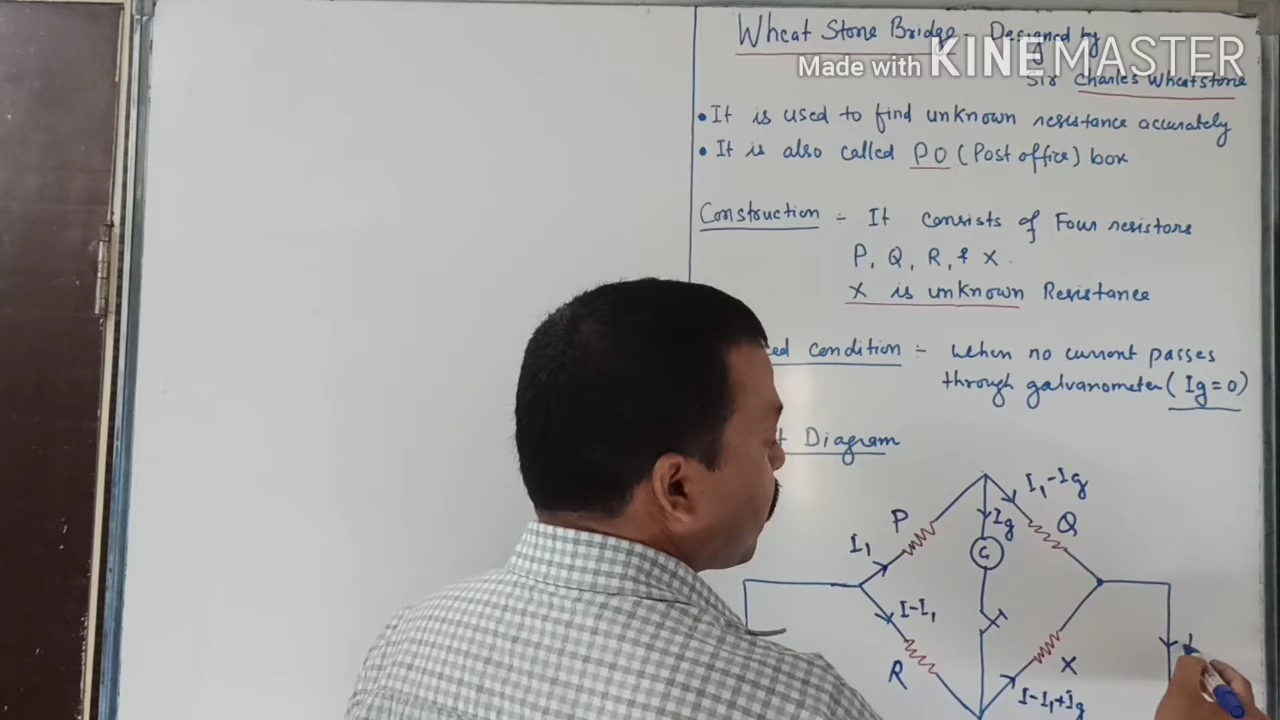 Wheat Stone Bridge - Designed by
Made with KINEMASTER
Sir Charles Wheatstone
• It is used to find unknown resistance accurately
• It is also called PO (Post office) box
Construction :- It consists of Four resistors
P, Q, R, & X.
X is unknown Resistance
condition :- When no current passes
through galvanometer (Ig=0)
Diagram
I1-Ig
P
Ig
Q
I1
G
I-I1
R
X
I-I1+Ig